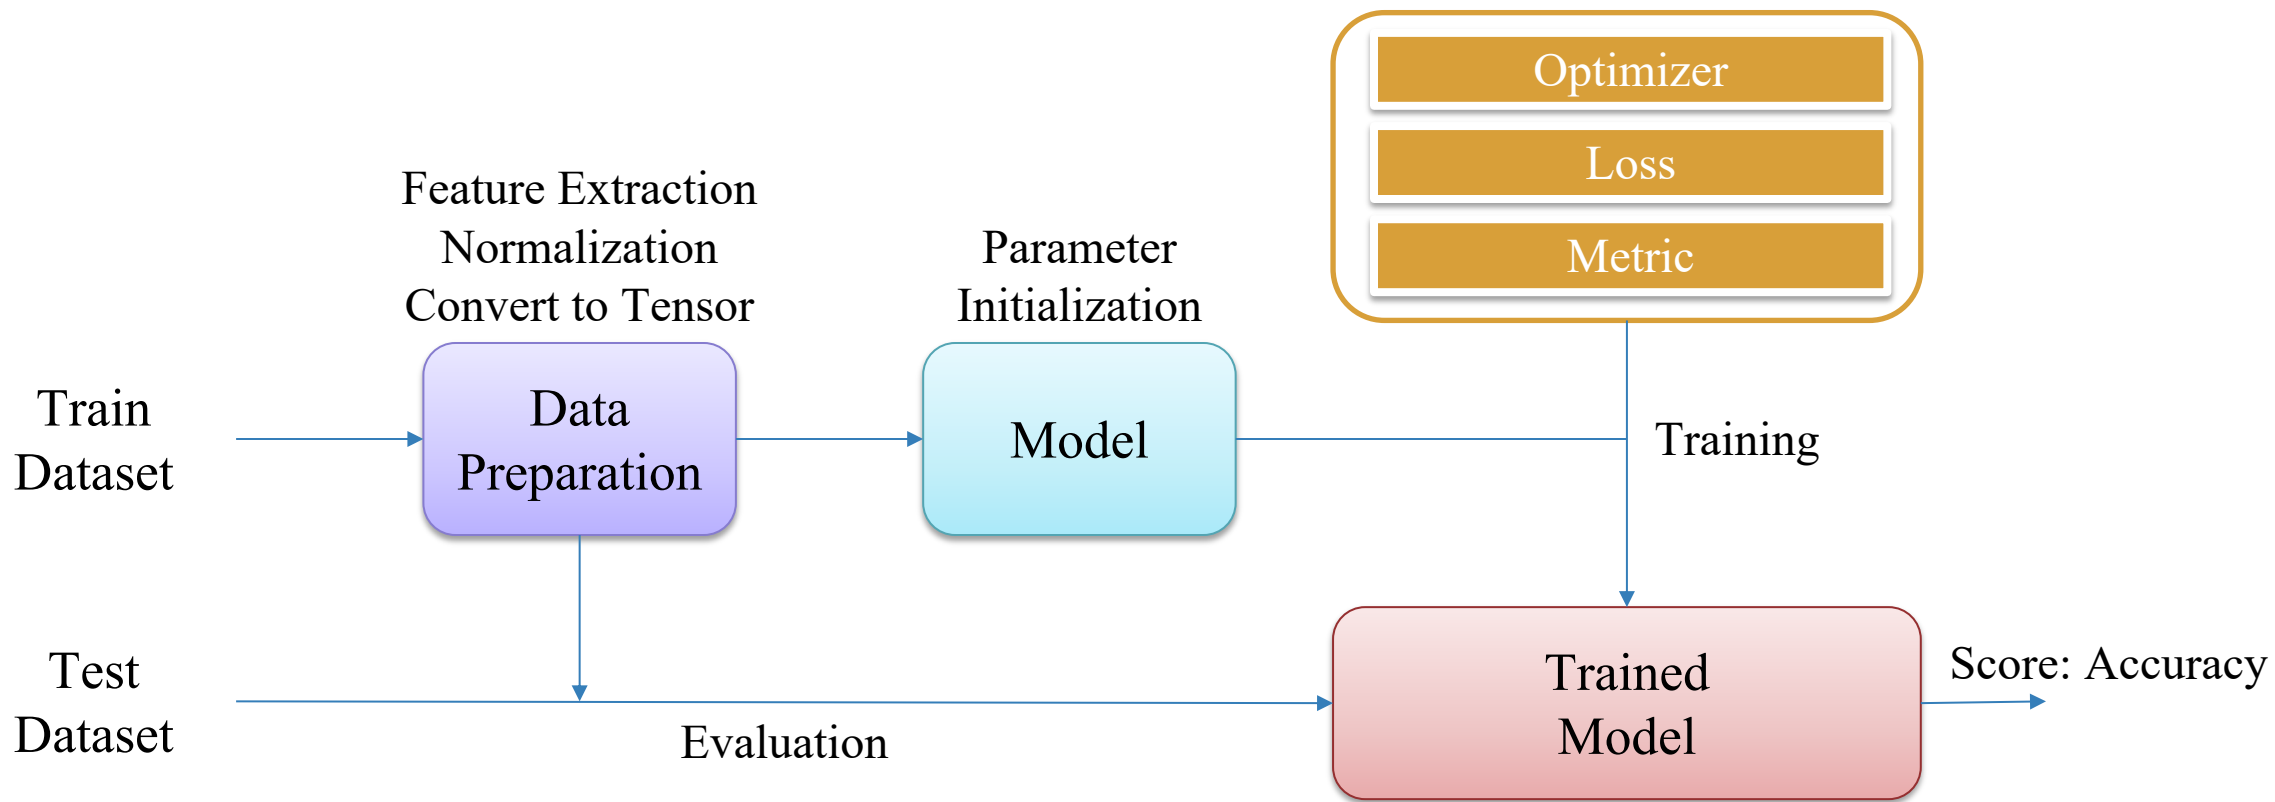 Optimizer
Loss
Metric
Feature Extraction
Normalization
Convert to Tensor
Parameter
Initialization
Train
Dataset
Data
Preparation
Model
Training
Test
Dataset
Evaluation
Trained
Model
Score: Accuracy